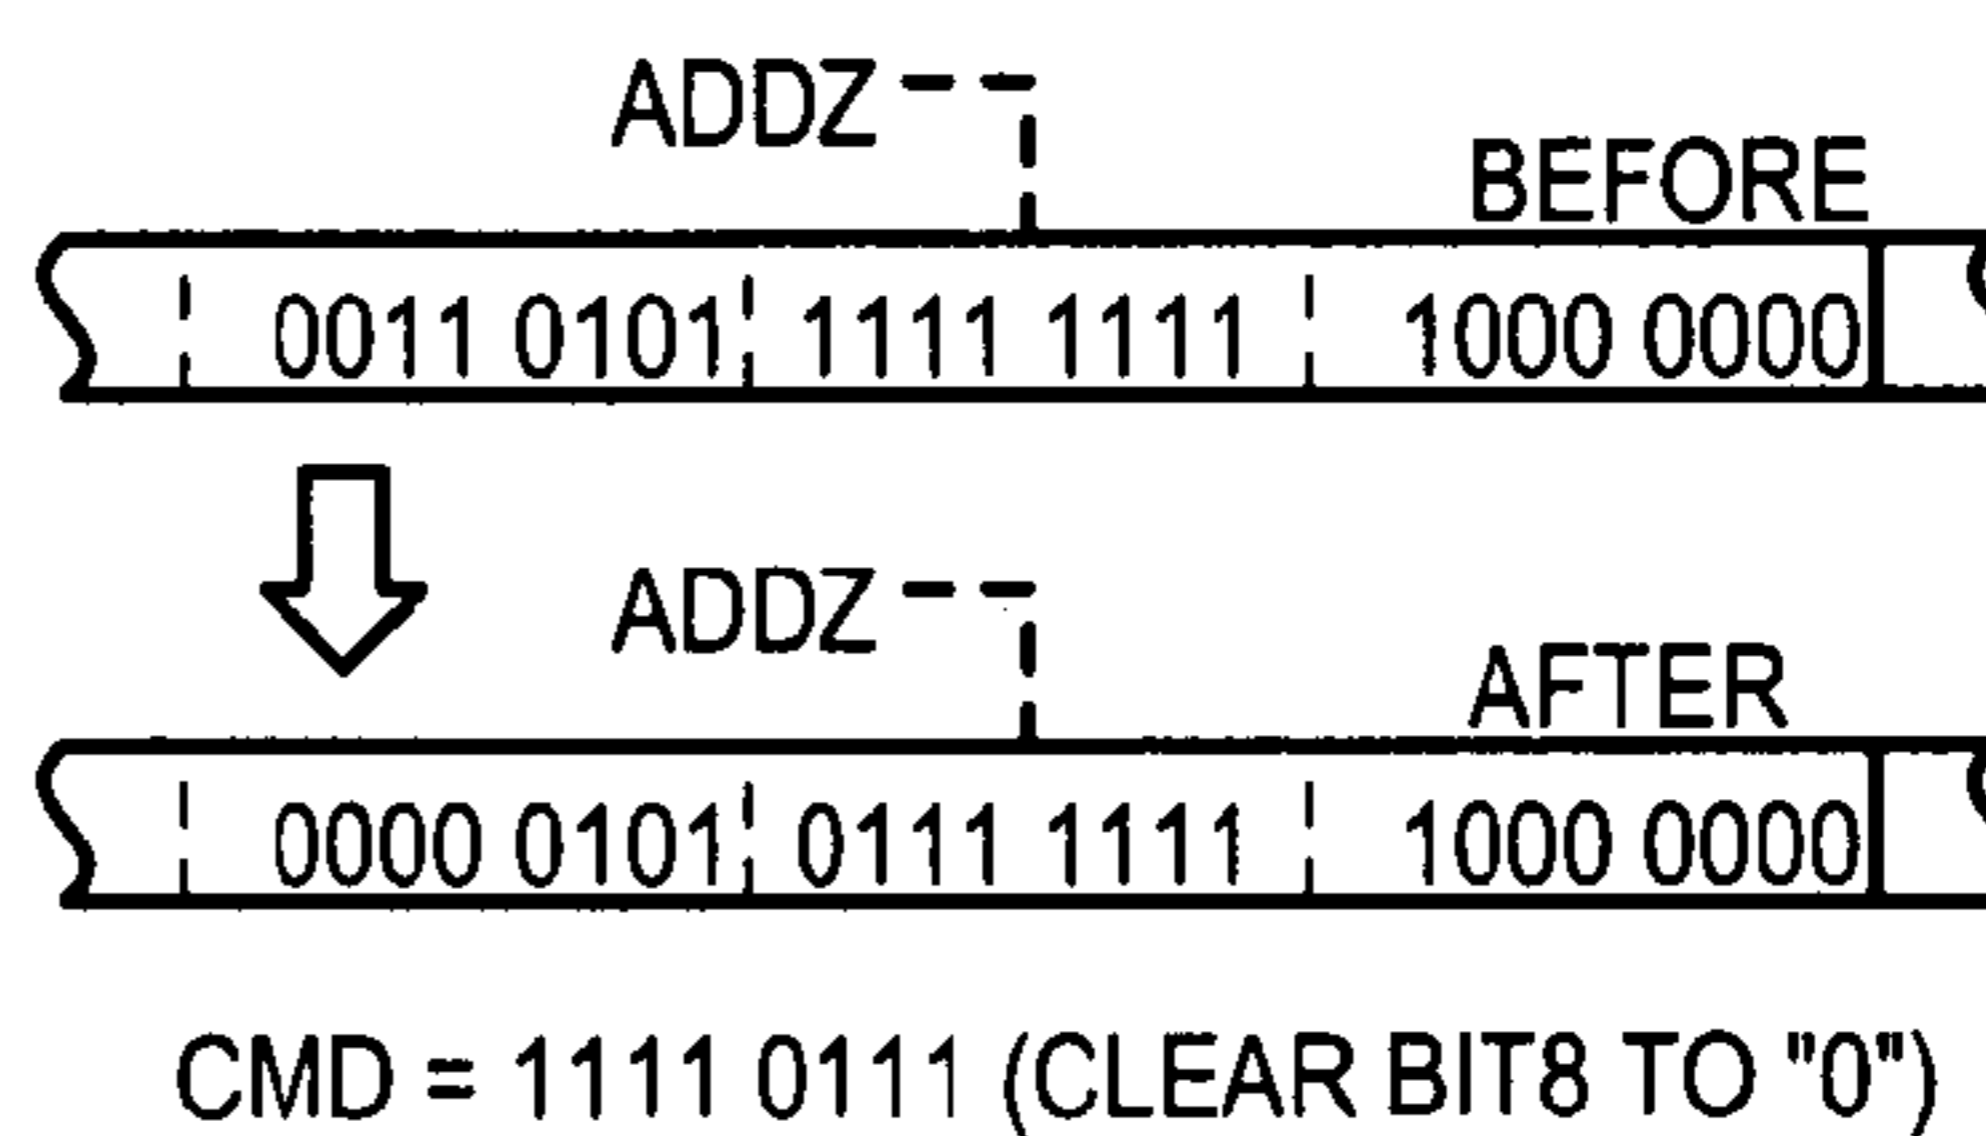 ADDZ
BEFORE
0011 0101 1111 1111 1000 0000
ADDZ
AFTER
0000 0101 0111 1111 1000 0000
CMD = 1111 0111 (CLEAR BIT8 TO "0")